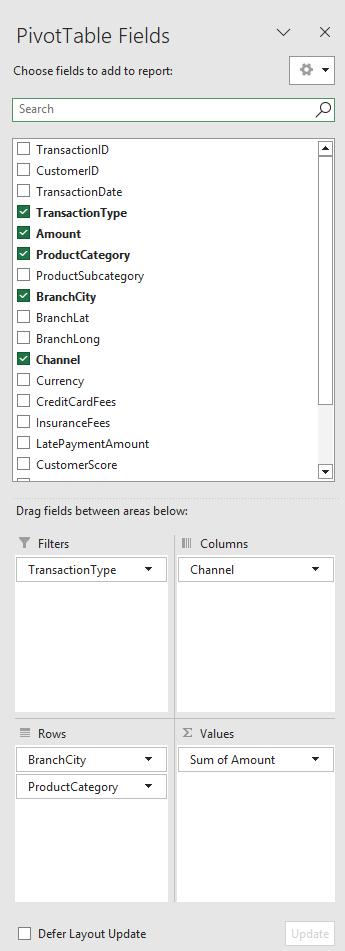 PivotTable Fields
Choose fields to add to report:
Search
TransactionID
CustomerID
TransactionDate
TransactionType
Amount
ProductCategory
ProductSubcategory
BranchCity
BranchLat
BranchLong
Channel
Currency
CreditCardFees
InsuranceFees
LatePaymentAmount
CustomerScore
Drag fields between areas below:
Filters
TransactionType
Columns
Channel
Rows
BranchCity
ProductCategory
Values
Sum of Amount
Defer Layout Update
Update